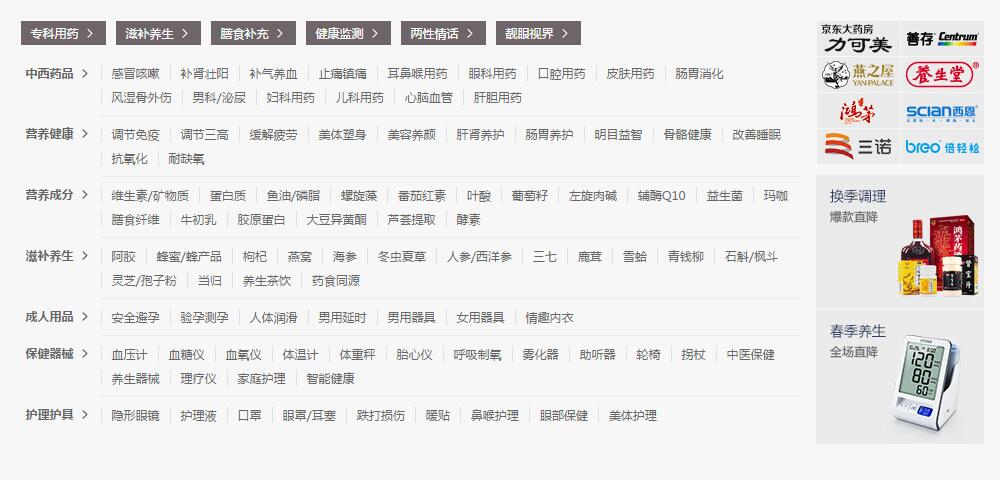 专科用药 滋补养生 膳食补充 健康监测 两性情话 靓眼视界
中西药品 感冒咳嗽 补肾壮阳 补气养血 止痛镇痛 耳鼻喉用药 眼科用药 口腔用药 皮肤用药 肠胃消化
风湿骨外伤 男科/泌尿 妇科用药 儿科用药 心脑血管 肝胆用药
营养健康 调节免疫 调节三高 缓解疲劳 美体塑身 美容养颜 肝肾养护 肠胃养护 明目益智 骨骼健康 改善睡眠
抗氧化 耐缺氧
营养成分 维生素/矿物质 蛋白质 鱼油/磷脂 螺旋藻 番茄红素 叶酸 葡萄籽 左旋肉碱 辅酶Q10 益生菌 玛咖
膳食纤维 牛初乳 胶原蛋白 大豆异黄酮 芦荟提取 酵素
滋补养生 阿胶 蜂蜜/蜂产品 枸杞 燕窝 海参 冬虫夏草 人参/西洋参 三七 鹿茸 雪蛤 青钱柳 石斛/枫斗
灵芝/孢子粉 当归 养生茶饮 药食同源
成人用品 安全避孕 验孕测孕 人体润滑 男用延时 男用器具 女用器具 情趣内衣
保健器械 血压计 血糖仪 血氧仪 体温计 体重秤 胎心仪 呼吸制氧 雾化器 助听器 轮椅 拐杖 中医保健
养生器械 理疗仪 家庭护理 智能健康
护理护具 隐形眼镜 护理液 口罩 眼罩/耳塞 跌打损伤 暖贴 鼻喉护理 眼部保健 美体护理
京东大药房
力可美
善存 Centrum
燕之屋
YAN PALACE
养生堂®
鸿茅
SCIAN西恩
三诺
breo 倍轻松
换季调理
爆款直降
鸿茅药酒
肾宝片
春季养生
全场直降
120
80
60